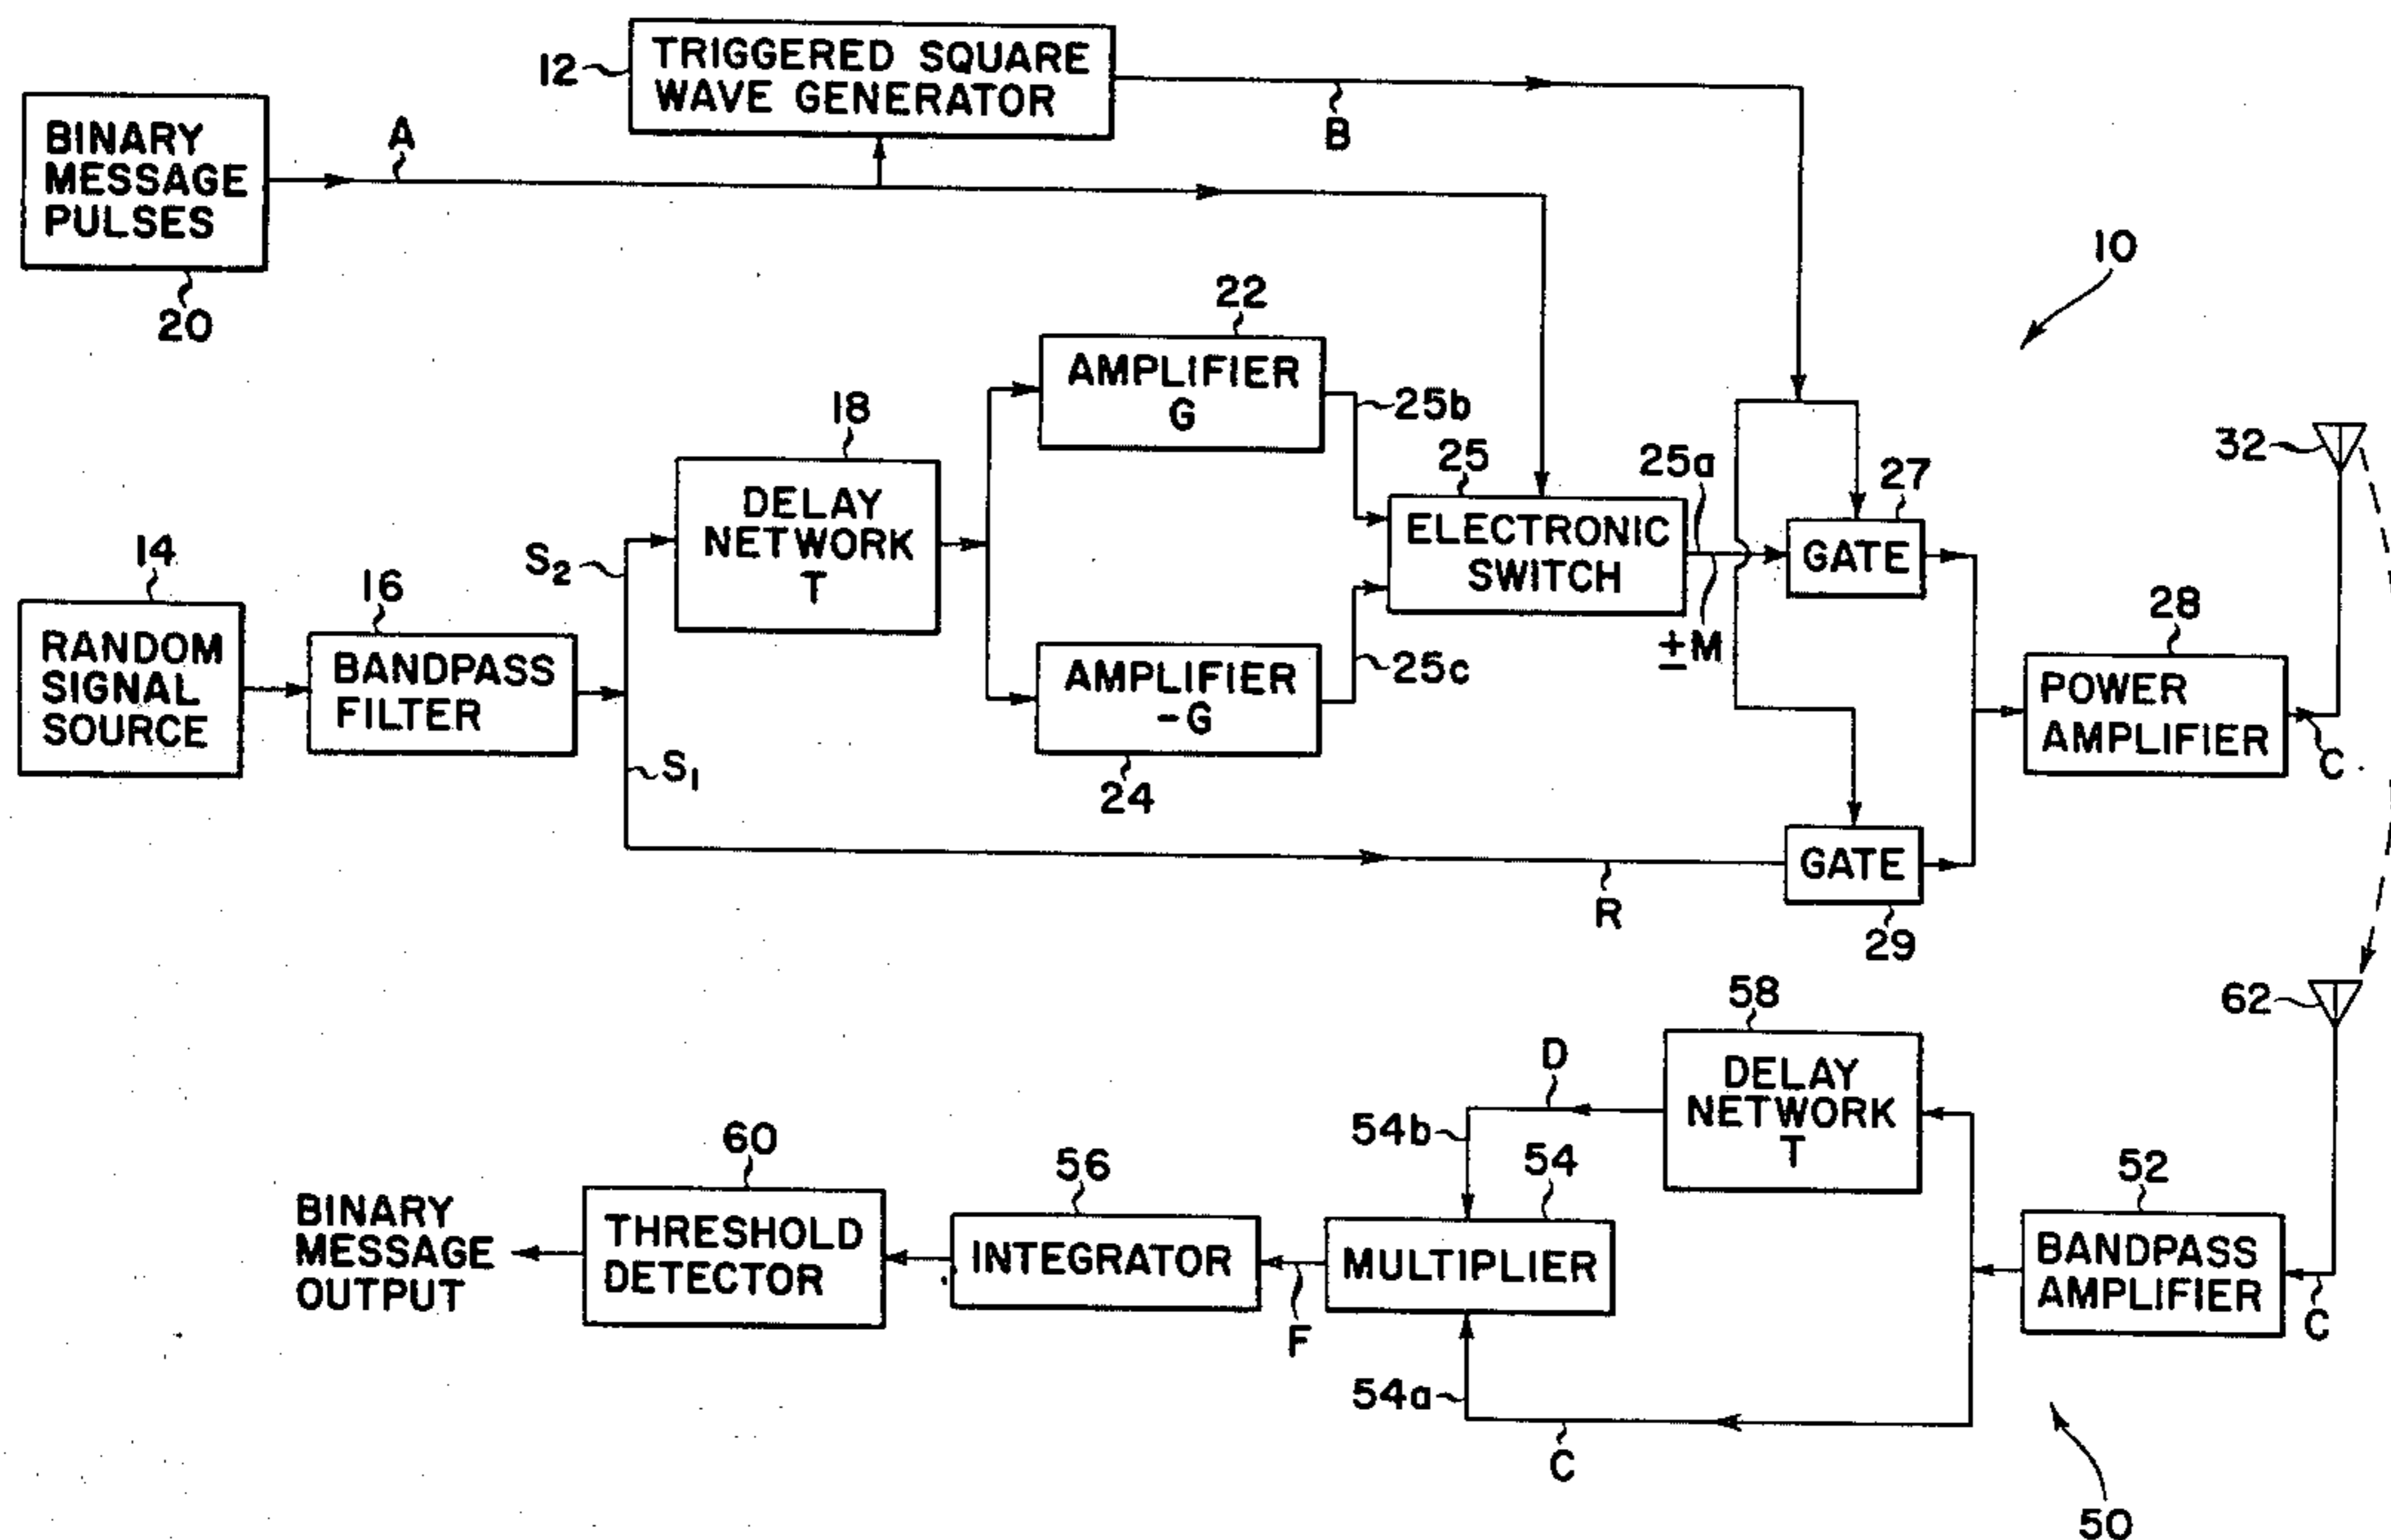 12
TRIGGERED SQUARE
WAVE GENERATOR
B
BINARY
MESSAGE
PULSES
A
20
10
22
AMPLIFIER
G
25b
18
DELAY
NETWORK
T
25
ELECTRONIC
SWITCH
25a
±M
27
GATE
32
14
RANDOM
SIGNAL
SOURCE
16
BANDPASS
FILTER
S2
S1
AMPLIFIER
-G
24
25c
28
POWER
AMPLIFIER
C
GATE
29
R
62
58
DELAY
NETWORK
T
D
54b
54
MULTIPLIER
54a
C
52
BANDPASS
AMPLIFIER
C
F
56
INTEGRATOR
60
THRESHOLD
DETECTOR
BINARY
MESSAGE
OUTPUT
50